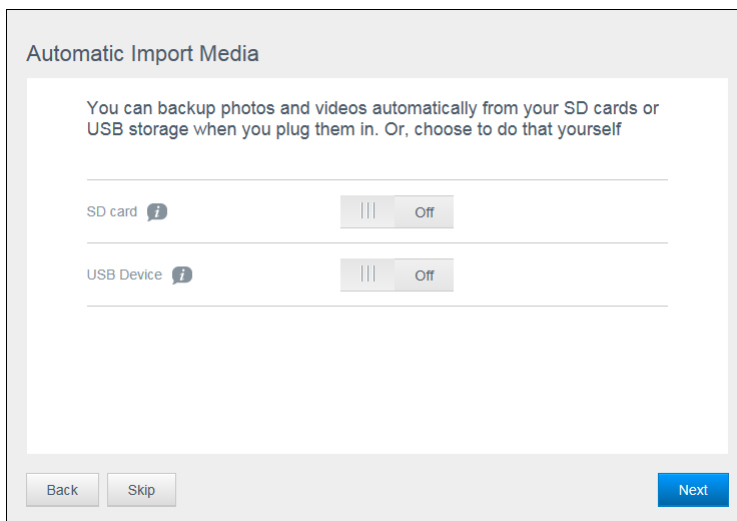 Automatic Import Media
You can backup photos and videos automatically from your SD cards or
USB storage when you plug them in. Or, choose to do that yourself
SD card i Off
USB Device i Off
Back Skip Next